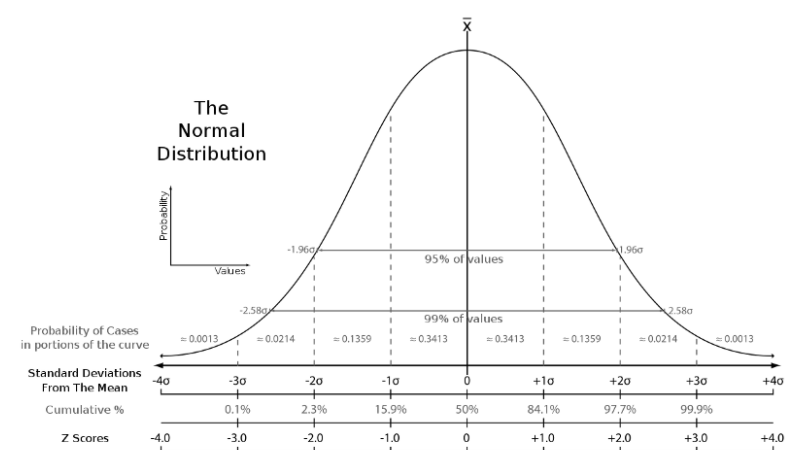 x̄
The
Normal
Distribution
Probability
Values
-1.96σ 1.96σ
95% of values
-2.58σ 2.58σ
99% of values
Probability of Cases
in portions of the curve
≈0.0013 ≈0.0214 ≈0.1359 ≈0.3413 ≈0.3413 ≈0.1359 ≈0.0214 ≈0.0013
Standard Deviations
From The Mean
-4σ -3σ -2σ -1σ 0 +1σ +2σ +3σ +4σ
Cumulative % 0.1% 2.3% 15.9% 50% 84.1% 97.7% 99.9%
Z Scores -4.0 -3.0 -2.0 -1.0 0 +1.0 +2.0 +3.0 +4.0